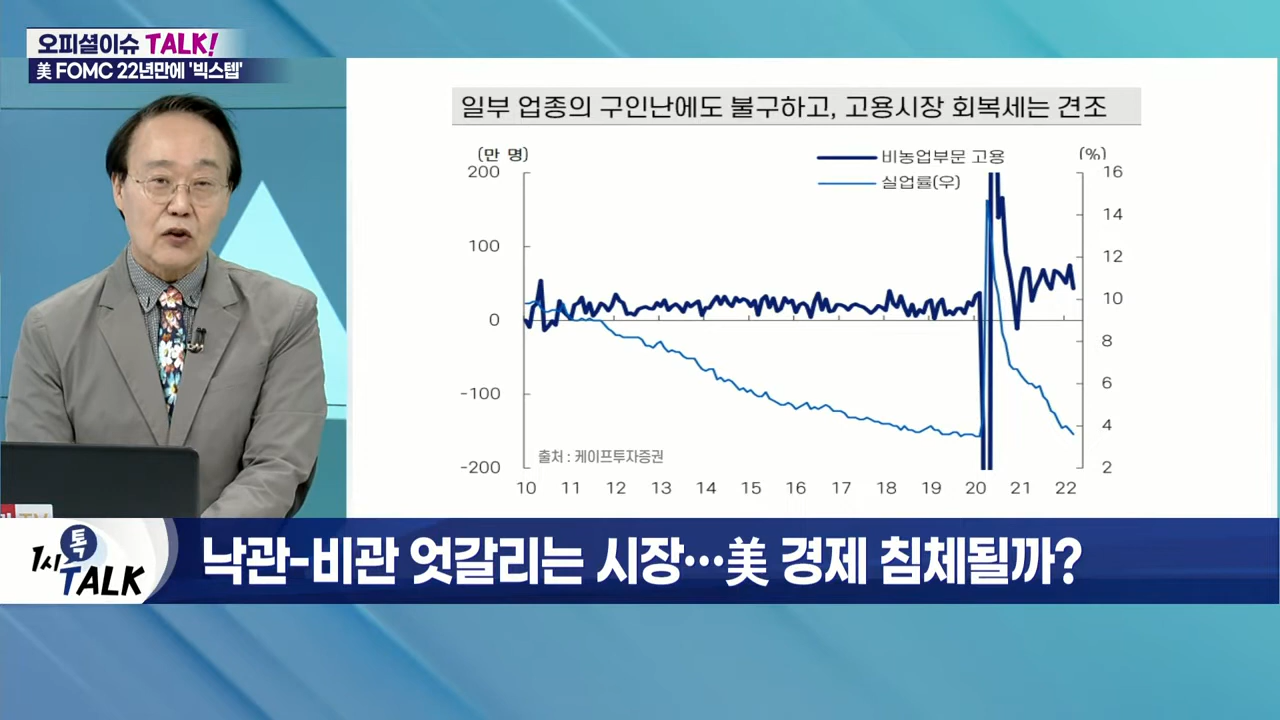 오피셜이슈 TALK!
美 FOMC 22년만에 '빅스텝'
일부 업종의 구인난에도 불구하고, 고용시장 회복세는 견조
(만 명)
비농업부문 고용
실업률(우)
(%)
200
100
0
-100
-200
16
14
12
10
8
6
4
2
출처 : 케이프투자증권
10 11 12 13 14 15 16 17 18 19 20 21 22
1시톡 TALK
낙관-비관 엇갈리는 시장…美 경제 침체될까?